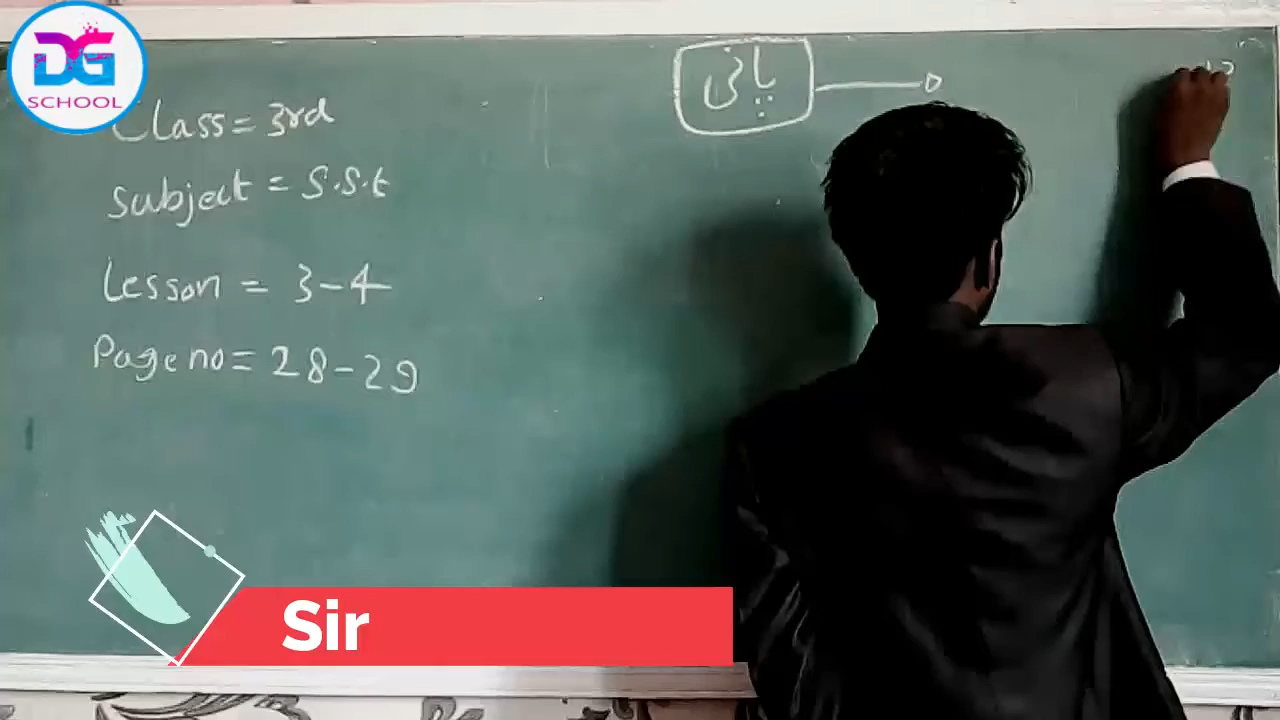 DG
SCHOOL
Class = 3rd
Subject = S.S.t
Lesson = 3-4
Page no = 28-29
پانی
Sir